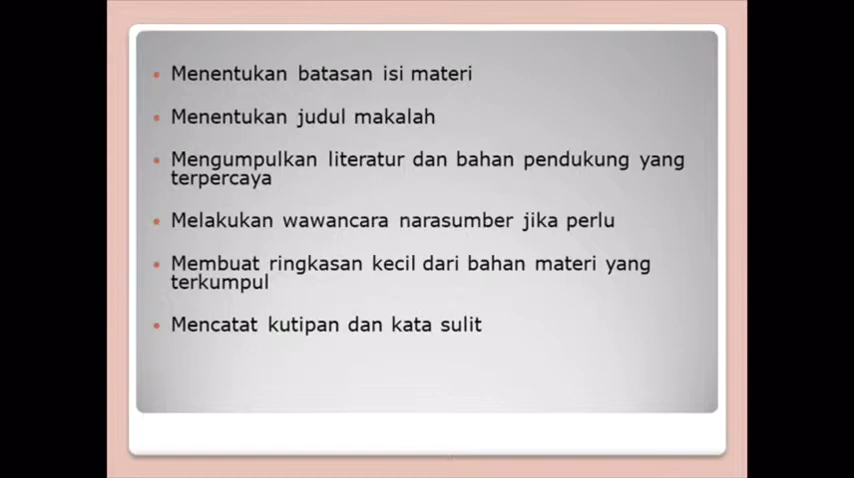 Menentukan batasan isi materi
Menentukan judul makalah
Mengumpulkan literatur dan bahan pendukung yang
terpercaya
Melakukan wawancara narasumber jika perlu
Membuat ringkasan kecil dari bahan materi yang
terkumpul
Mencatat kutipan dan kata sulit